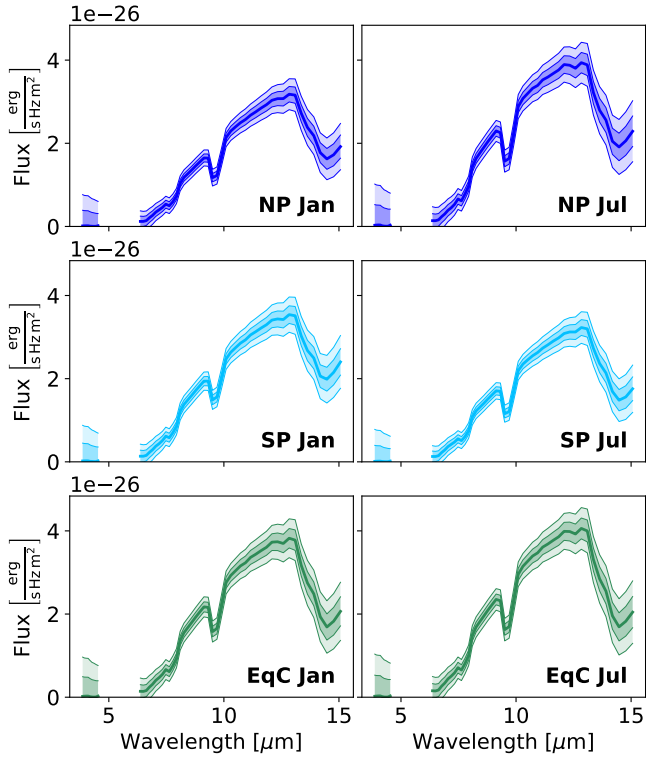 1e−26
1e−26
4
2
0
Flux [erg / s Hz m²]
NP Jan
NP Jul
1e−26
4
2
0
Flux [erg / s Hz m²]
SP Jan
SP Jul
1e−26
4
2
0
Flux [erg / s Hz m²]
EqC Jan
EqC Jul
5 10 15 5 10 15
Wavelength [μm] Wavelength [μm]